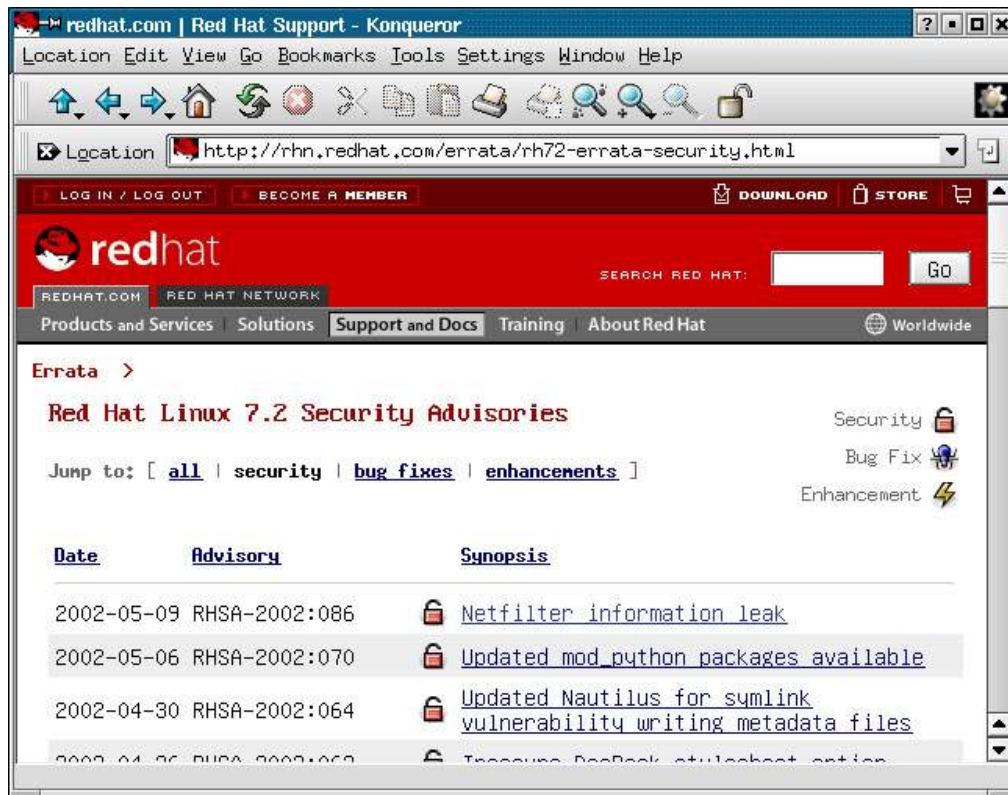 redhat.com | Red Hat Support - Konqueror
Location Edit View Go Bookmarks Tools Settings Window Help
Location http://rhn.redhat.com/errata/rh72-errata-security.html
LOG IN / LOG OUT BECOME A MEMBER DOWNLOAD STORE
redhat
SEARCH RED HAT: Go
REDHAT.COM RED HAT NETWORK
Products and Services Solutions Support and Docs Training About Red Hat Worldwide
Errata >
Red Hat Linux 7.2 Security Advisories
Security
Jump to: [ all | security | bug fixes | enhancements ]
Bug Fix
Enhancement
Date Advisory Synopsis
2002-05-09 RHSA-2002:086 Netfilter information leak
2002-05-06 RHSA-2002:070 Updated mod_python packages available
2002-04-30 RHSA-2002:064 Updated Nautilus for symlink
vulnerability writing metadata files